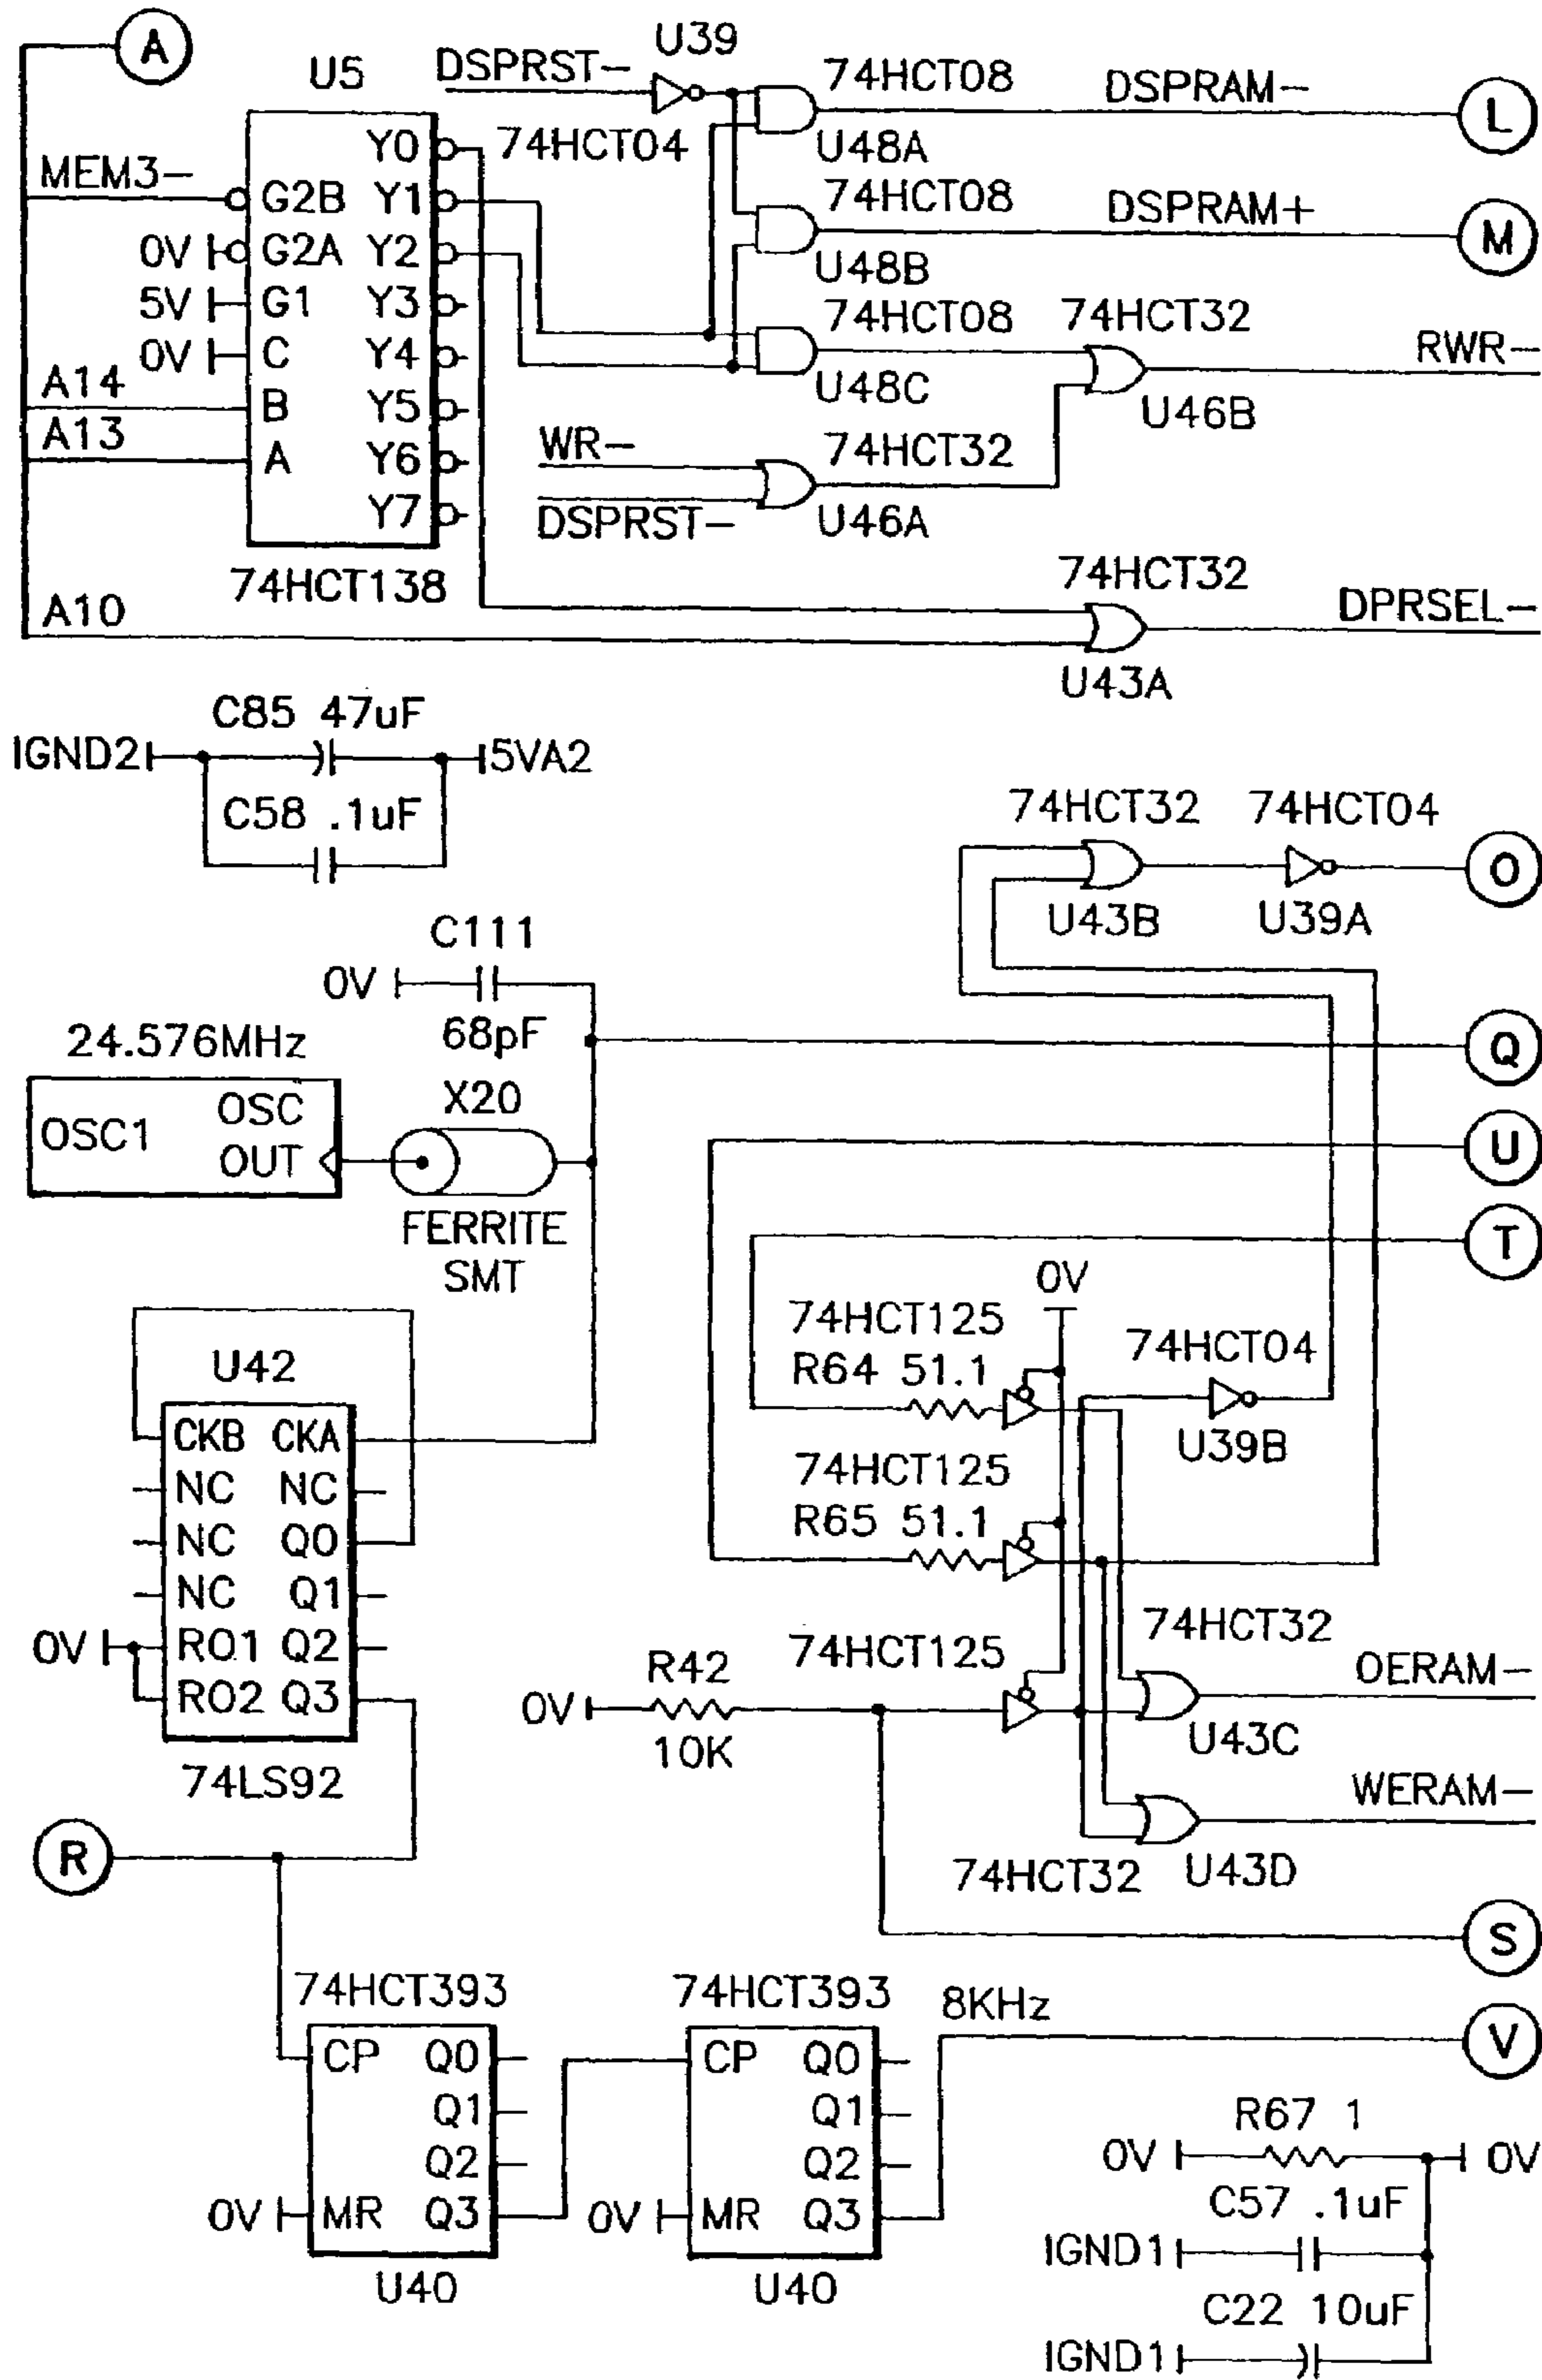 A
U5
DSPRST-
U39
74HCT08
DSPRAM-
L
Y0
74HCT04
U48A
MEM3-
G2B
Y1
74HCT08
DSPRAM+
M
0V
G2A
Y2
U48B
5V
G1
Y3
74HCT08
74HCT32
RWR-
0V
C
Y4
U48C
A14
B
Y5
U46B
A13
A
Y6
WR-
74HCT32
Y7
DSPRST-
U46A
74HCT138
74HCT32
A10
DPRSEL-
U43A
C85 47uF
IGND2
5VA2
C58 .1uF
74HCT32
74HCT04
O
U43B
U39A
C111
0V
68pF
24.576MHz
Q
OSC1
OSC
OUT
X20
U
FERRITE
SMT
T
0V
74HCT125
U42
R64 51.1
74HCT04
CKB CKA
U39B
NC NC
74HCT125
NC Q0
R65 51.1
NC Q1
0V
RO1 Q2
74HCT125
74HCT32
RO2 Q3
R42
OERAM-
0V
10K
U43C
74LS92
WERAM-
R
74HCT32
U43D
S
74HCT393
74HCT393
8KHz
V
CP Q0
CP Q0
Q1
Q1
R67 1
Q2
Q2
0V
0V
0V
MR Q3
0V
MR Q3
C57 .1uF
IGND1
U40
U40
C22 10uF
IGND1